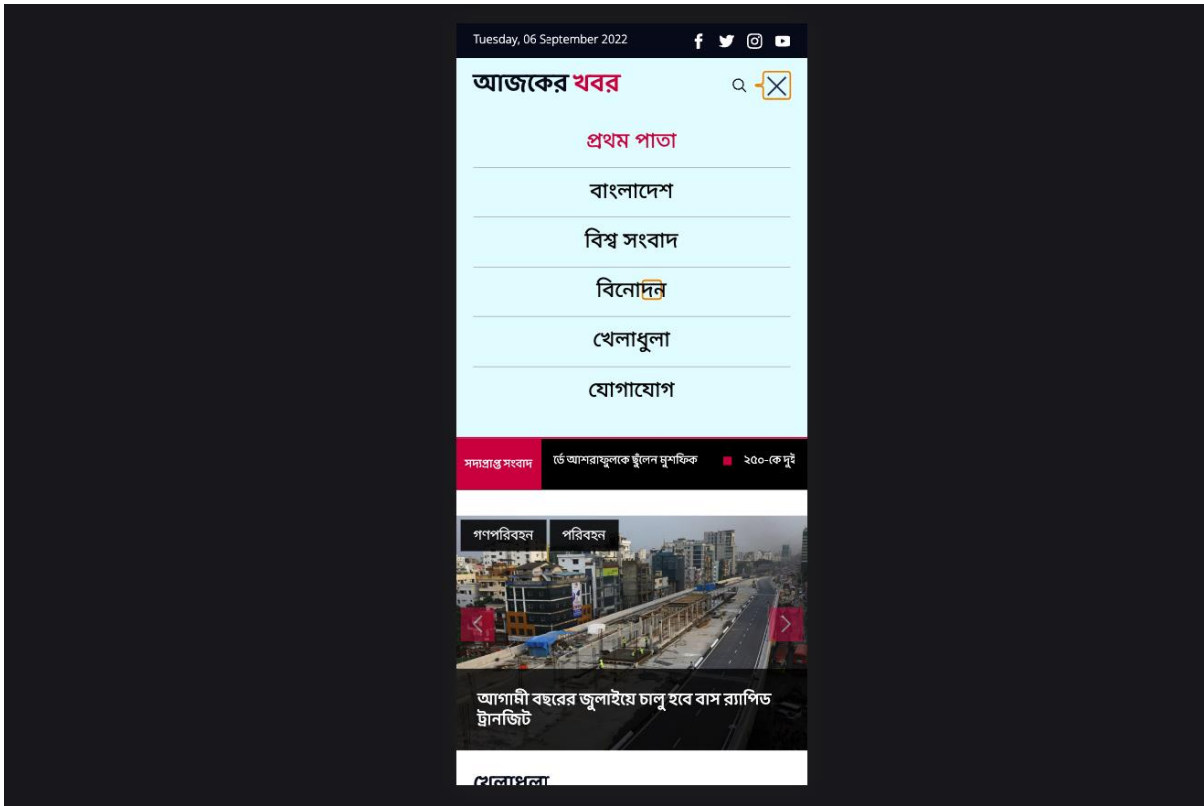 Tuesday, 06 September 2022
আজকের খবর
প্রথম পাতা
বাংলাদেশ
বিশ্ব সংবাদ
বিনোদন
খেলাধুলা
যোগাযোগ
সদ্যপ্রাপ্ত সংবাদ র্ডে আশরাফুলকে ছুঁলেন মুশফিক ২৫০-কে দুই
গণপরিবহন পরিবহন
আগামী বছরের জুলাইয়ে চালু হবে বাস র‍্যাপিড
ট্রানজিট
খেলাধুলা